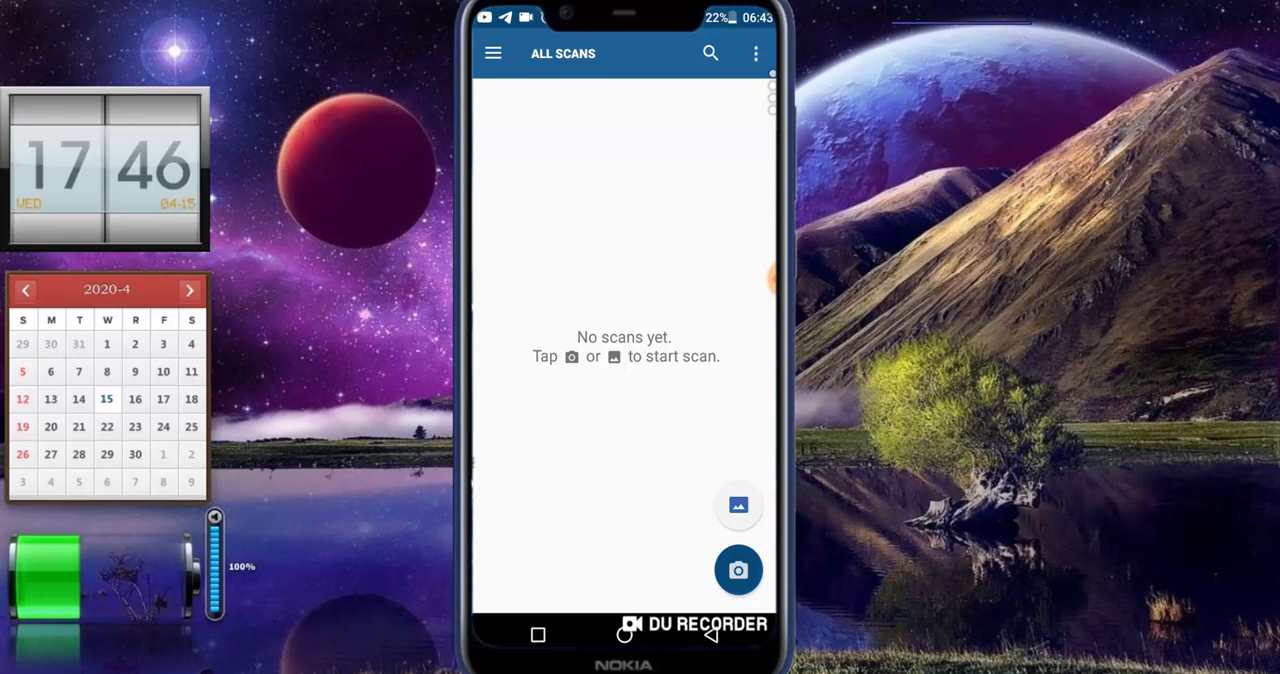 22% 06:43
ALL SCANS
No scans yet.
Tap or to start scan.
DU RECORDER
NOKIA
17 46
WED 04-15
2020-4
S M T W R F S
29 30 31 1 2 3 4
5 6 7 8 9 10 11
12 13 14 15 16 17 18
19 20 21 22 23 24 25
26 27 28 29 30 1 2
3 4 5 6 7 8 9
100%